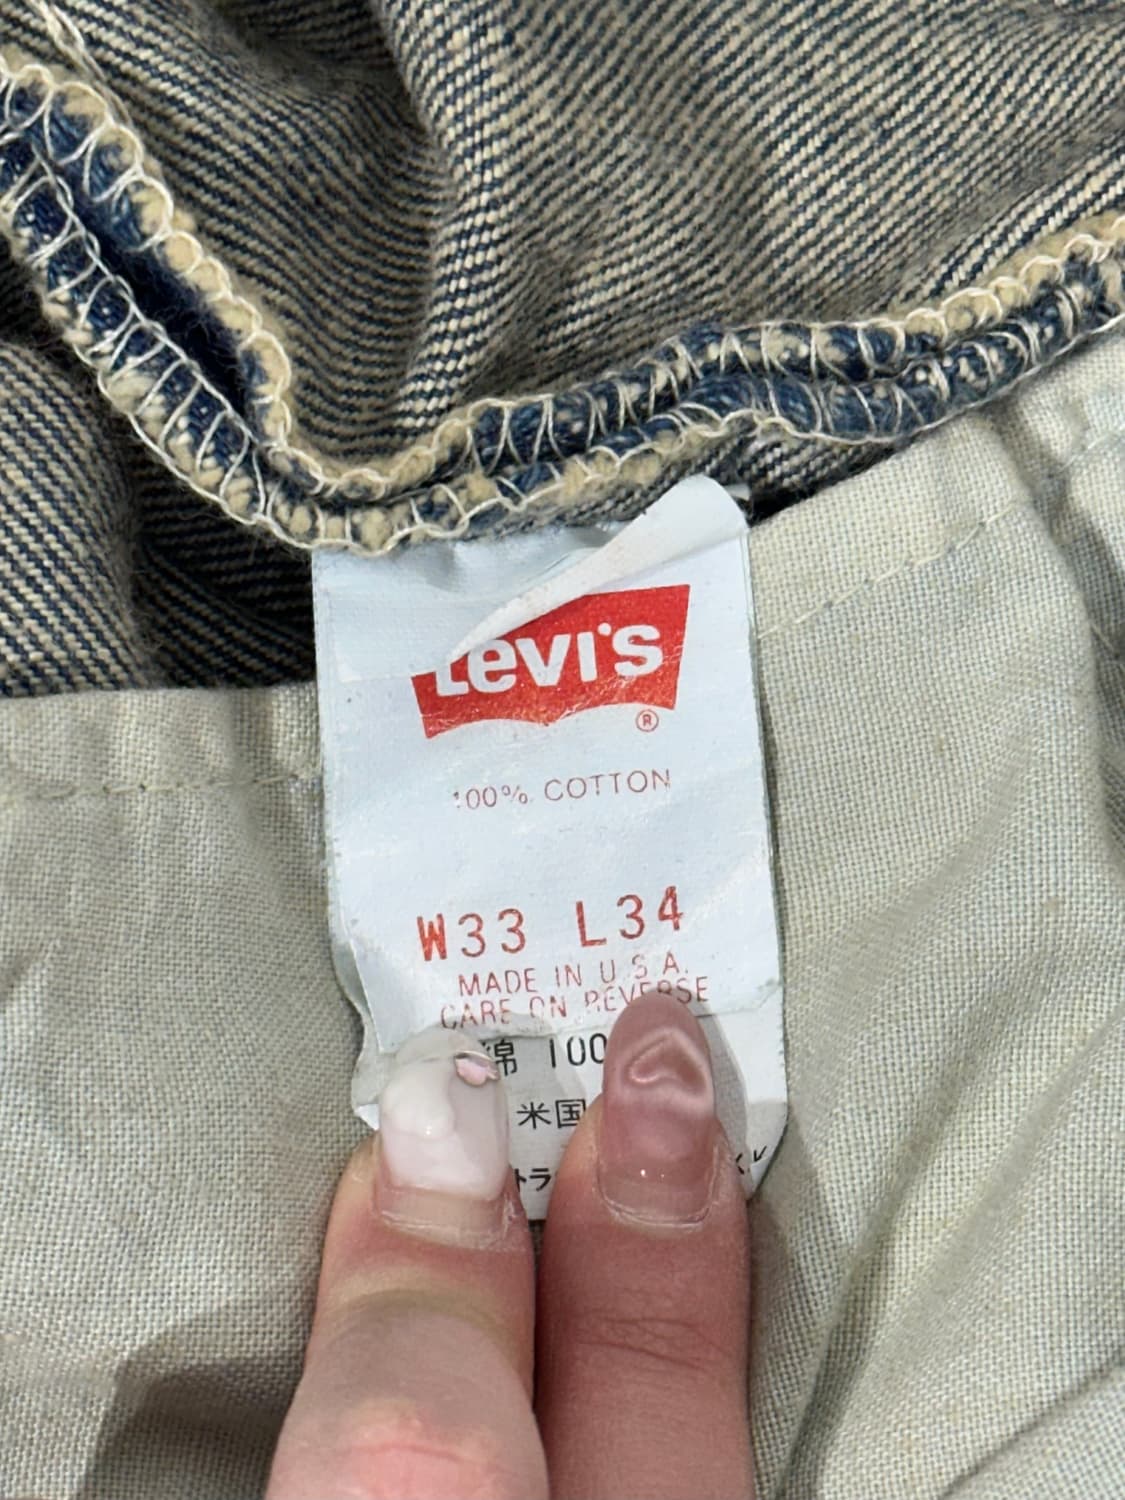 Levi's
®
100% COTTON
W33 L34
MADE IN U.S.A.
CARE ON REVERSE
綿 100
米国